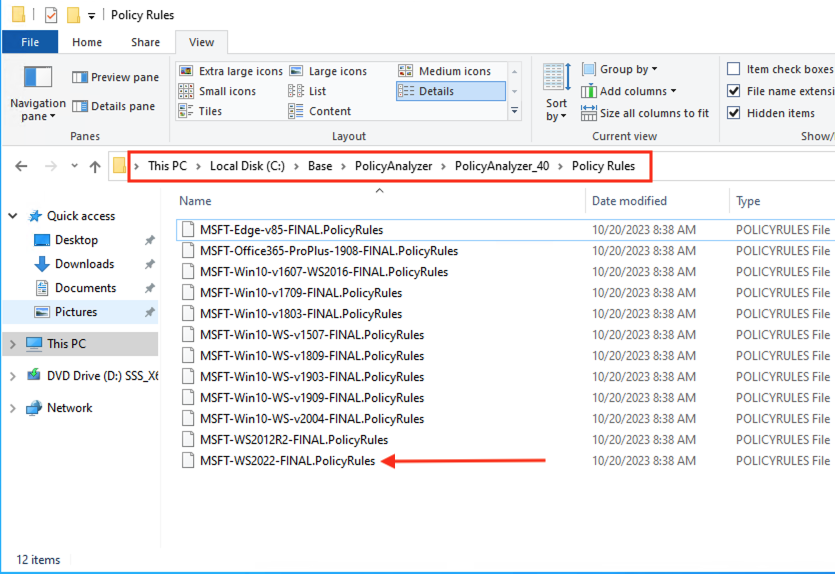 Policy Rules
File Home Share View
Navigation pane
Preview pane
Details pane
Panes
Extra large icons Large icons Medium icons
Small icons List Details
Tiles Content
Layout
Sort by
Group by
Add columns
Size all columns to fit
Current view
Item check boxes
File name extensi
Hidden items
Show/
This PC > Local Disk (C:) > Base > PolicyAnalyzer > PolicyAnalyzer_40 > Policy Rules
Quick access
Desktop
Downloads
Documents
Pictures
This PC
DVD Drive (D:) SSS_X6
Network
Name Date modified Type
MSFT-Edge-v85-FINAL.PolicyRules 10/20/2023 8:38 AM POLICYRULES File
MSFT-Office365-ProPlus-1908-FINAL.PolicyRules 10/20/2023 8:38 AM POLICYRULES File
MSFT-Win10-v1607-WS2016-FINAL.PolicyRules 10/20/2023 8:38 AM POLICYRULES File
MSFT-Win10-v1709-FINAL.PolicyRules 10/20/2023 8:38 AM POLICYRULES File
MSFT-Win10-v1803-FINAL.PolicyRules 10/20/2023 8:38 AM POLICYRULES File
MSFT-Win10-WS-v1507-FINAL.PolicyRules 10/20/2023 8:38 AM POLICYRULES File
MSFT-Win10-WS-v1809-FINAL.PolicyRules 10/20/2023 8:38 AM POLICYRULES File
MSFT-Win10-WS-v1903-FINAL.PolicyRules 10/20/2023 8:38 AM POLICYRULES File
MSFT-Win10-WS-v1909-FINAL.PolicyRules 10/20/2023 8:38 AM POLICYRULES File
MSFT-Win10-WS-v2004-FINAL.PolicyRules 10/20/2023 8:38 AM POLICYRULES File
MSFT-WS2012R2-FINAL.PolicyRules 10/20/2023 8:38 AM POLICYRULES File
MSFT-WS2022-FINAL.PolicyRules 10/20/2023 8:38 AM POLICYRULES File
12 items